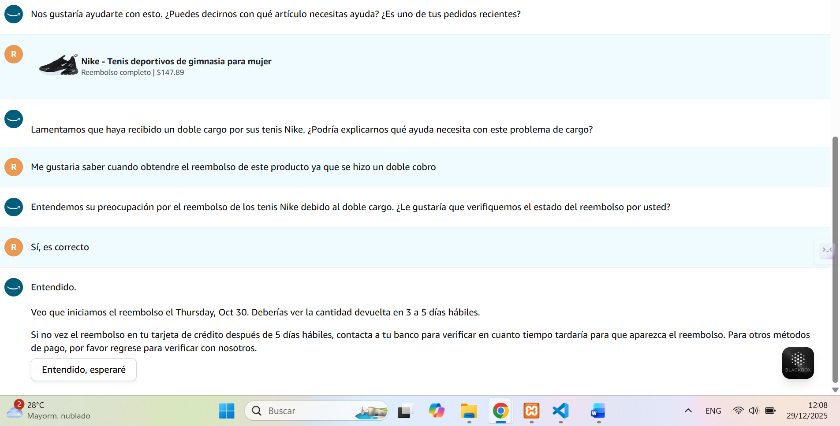 Nos gustaría ayudarte con esto. ¿Puedes decirnos con qué artículo necesitas ayuda? ¿Es uno de tus pedidos recientes?
R
Nike - Tenis deportivos de gimnasia para mujer
Reembolso completo | $147.89
Lamentamos que haya recibido un doble cargo por sus tenis Nike. ¿Podría explicarnos qué ayuda necesita con este problema de cargo?
R
Me gustaria saber cuando obtendre el reembolso de este producto ya que se hizo un doble cobro
Entendemos su preocupación por el reembolso de los tenis Nike debido al doble cargo. ¿Le gustaría que verifiquemos el estado del reembolso por usted?
R
Sí, es correcto
Entendido.
Veo que iniciamos el reembolso el Thursday, Oct 30. Deberías ver la cantidad devuelta en 3 a 5 días hábiles.
Si no vez el reembolso en tu tarjeta de crédito después de 5 días hábiles, contacta a tu banco para verificar en cuanto tiempo tardaría para que aparezca el reembolso. Para otros métodos
de pago, por favor regrese para verificar con nosotros.
BLACKBOX
Entendido, esperaré
2
28°C
Mayorm. nublado
Buscar
ENG
12:08
29/12/2025